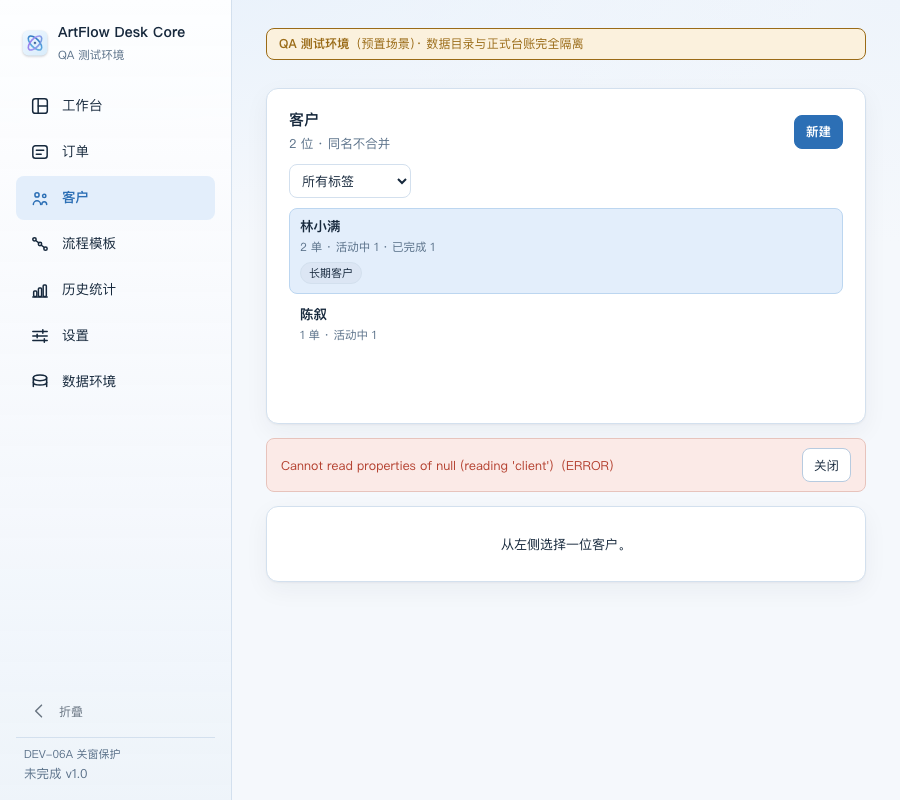 ArtFlow Desk Core
QA 测试环境
工作台
订单
客户
流程模板
历史统计
设置
数据环境
折叠
DEV-06A 关窗保护
未完成 v1.0
QA 测试环境（预置场景）· 数据目录与正式台账完全隔离
客户
2 位 · 同名不合并
新建
所有标签
林小满
2 单 · 活动中 1 · 已完成 1
长期客户
陈叙
1 单 · 活动中 1
Cannot read properties of null (reading 'client')（ERROR）
关闭
从左侧选择一位客户。